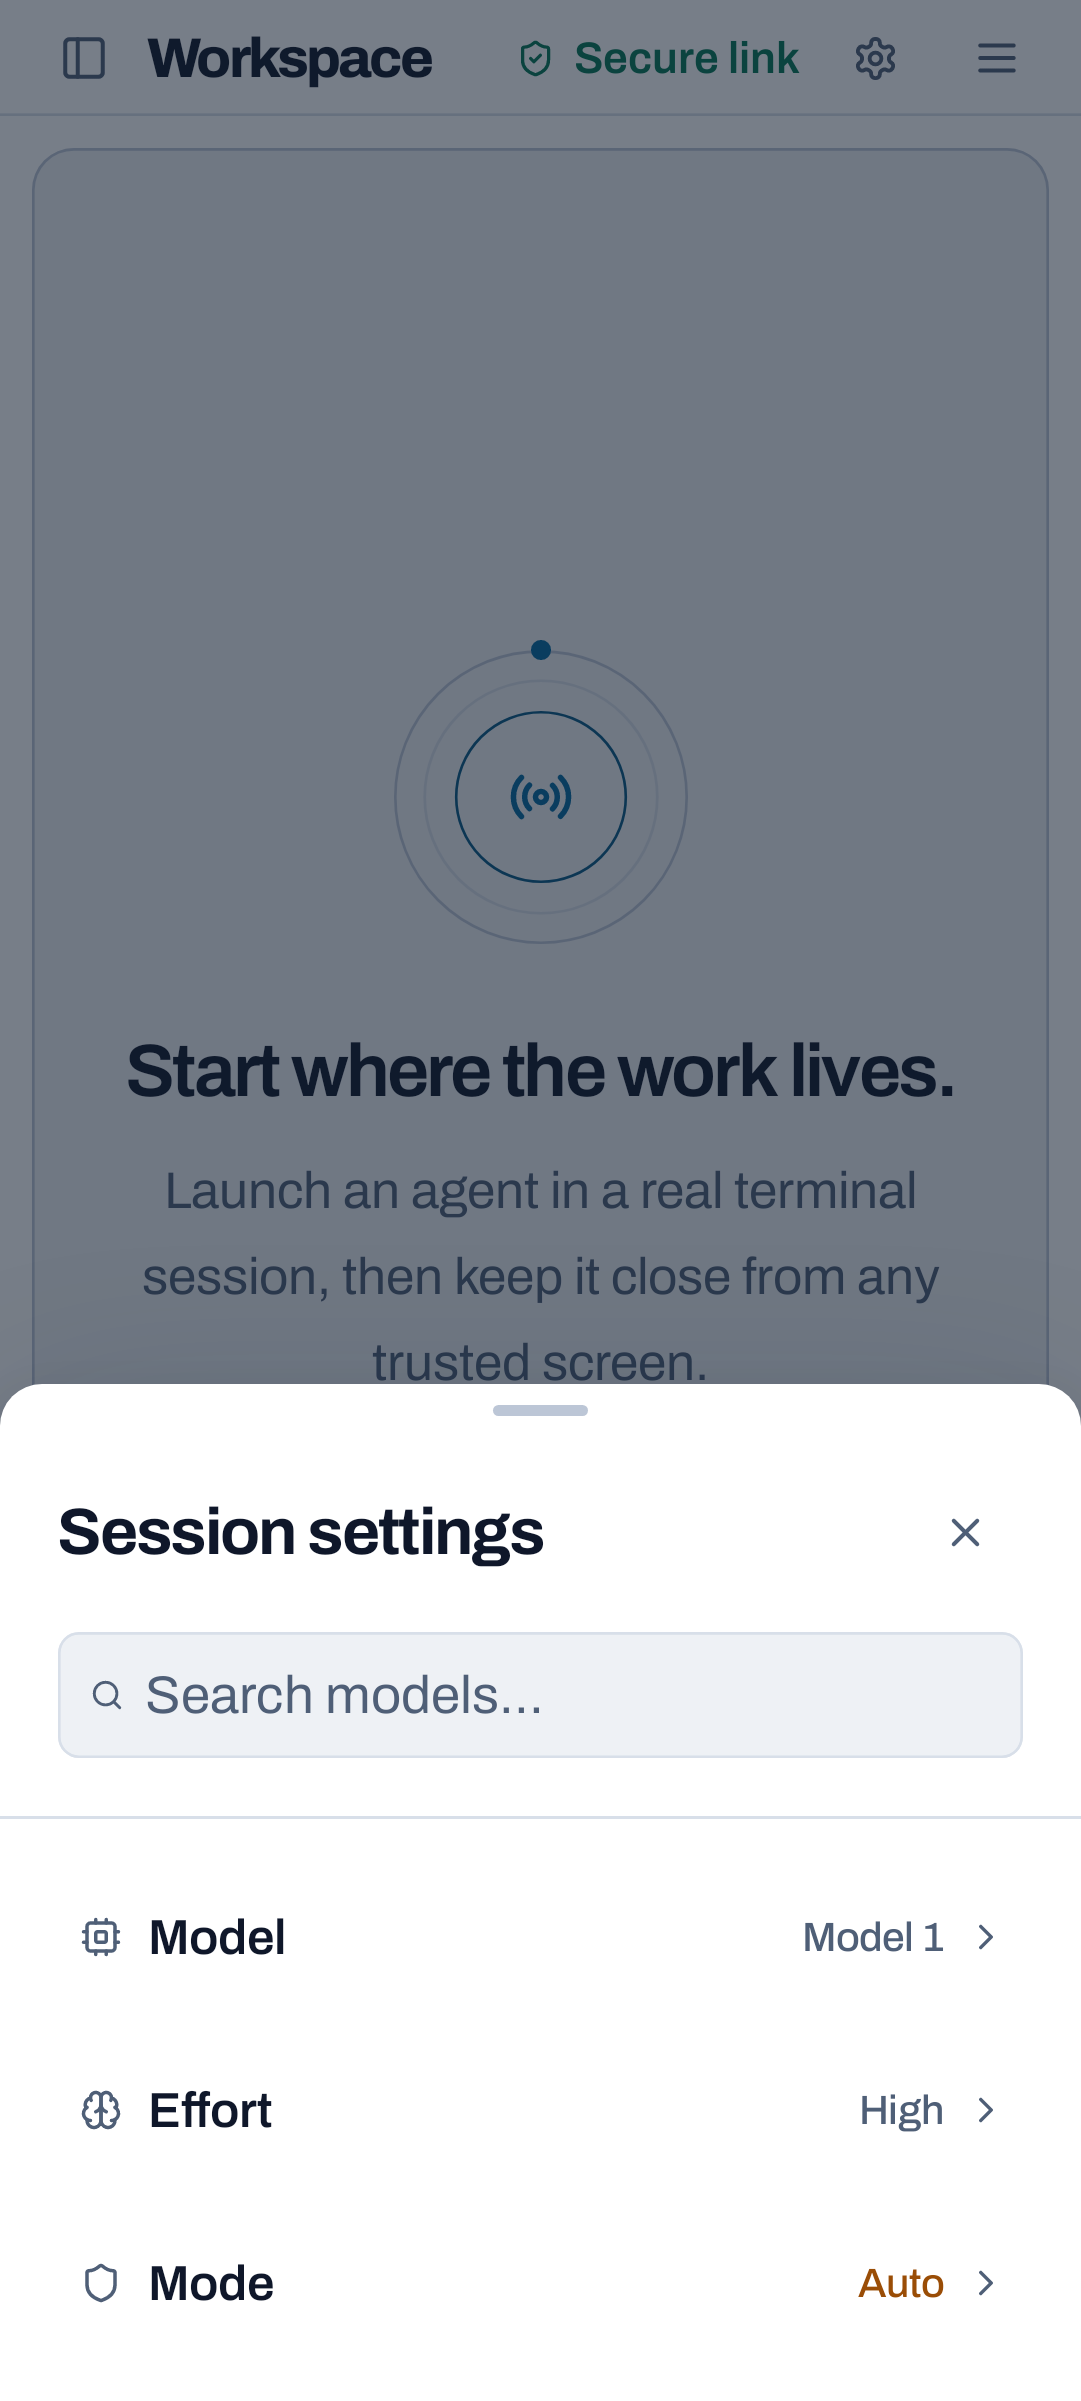 Workspace
Secure link
Start where the work lives.
Launch an agent in a real terminal
session, then keep it close from any
trusted screen.
Session settings
Search models...
Model
Model 1
Effort
High
Mode
Auto